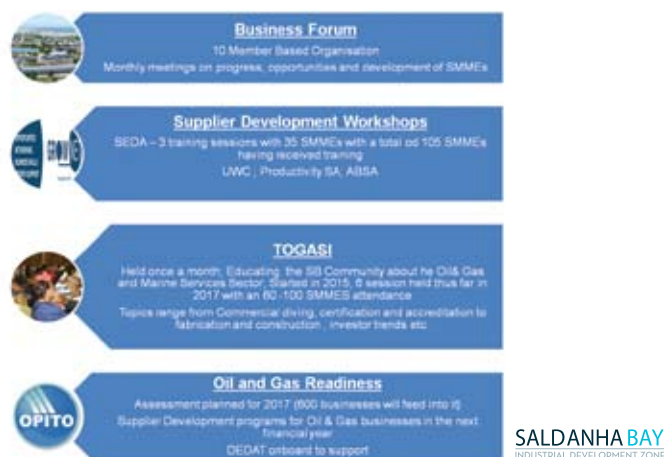 Business Forum
10 Member Based Organisation
Monthly meetings on progress, opportunities and development of SMMEs
Supplier Development Workshops
SEDA – 3 training sessions with 35 SMMEs with a total od 105 SMMEs
having received training
UWC , Productivity SA, ABSA
TOGASI
Held once a month, Educating the SB Community about he Oil& Gas
and Marine Services Sector, Started in 2015, 6 session held thus far in
2017 with an 60 -100 SMMES attendance
Topics range from Commercial diving, certification and accreditation to
fabrication and construction , investor trends etc
Oil and Gas Readiness
OPITO
Assessment planned for 2017 (600 businesses will feed into it)
Supplier Development programs for Oil & Gas businesses in the next
financial year
DEDAT onboard to support
SALDANHA BAY
INDUSTRIAL DEVELOPMENT ZONE